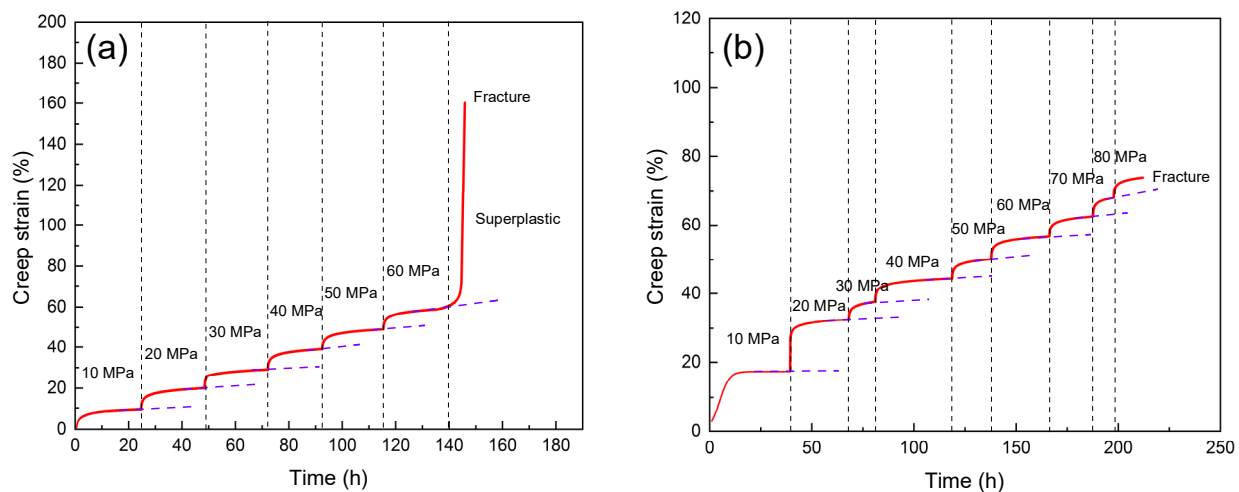 (a)
Creep strain (%)
200
180
160
140
120
100
80
60
40
20
0
10 MPa
20 MPa
30 MPa
40 MPa
50 MPa
60 MPa
Fracture
Superplastic
0 20 40 60 80 100 120 140 160 180
Time (h)
(b)
Creep strain (%)
120
100
80
60
40
20
0
10 MPa
20 MPa
30 MPa
40 MPa
50 MPa
60 MPa
70 MPa
80 MPa
Fracture
0 50 100 150 200 250
Time (h)